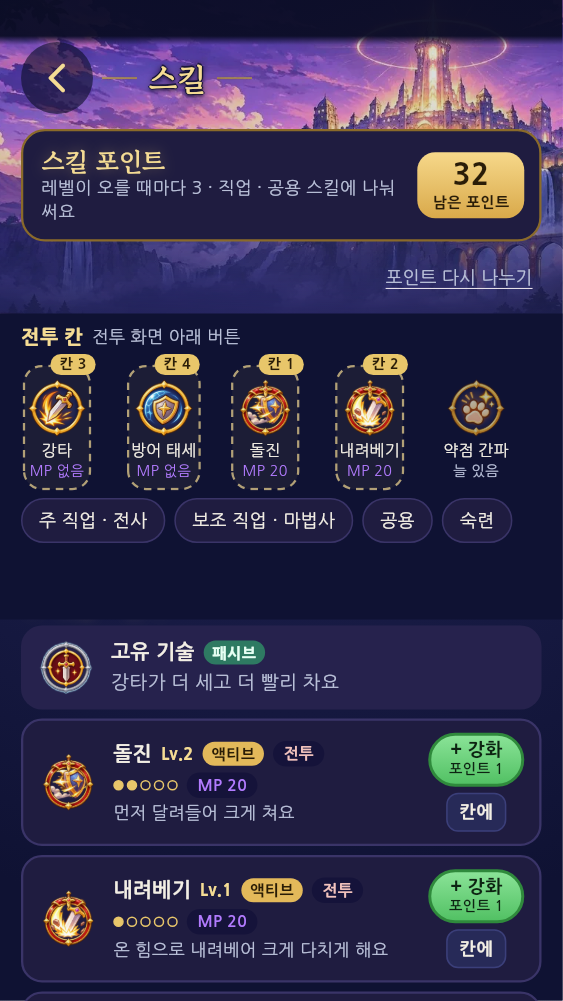 스킬
스킬 포인트
레벨이 오를 때마다 3 · 직업 · 공용 스킬에 나눠
써요
32
남은 포인트
포인트 다시 나누기
전투 칸 전투 화면 아래 버튼
칸 3
강타
MP 없음
칸 4
방어 태세
MP 없음
칸 1
돌진
MP 20
칸 2
내려베기
MP 20
약점 간파
늘 있음
주 직업 · 전사
보조 직업 · 마법사
공용
숙련
고유 기술 패시브
강타가 더 세고 더 빨리 차요
돌진 Lv.2 액티브 전투
MP 20
먼저 달려들어 크게 쳐요
+ 강화
포인트 1
칸에
내려베기 Lv.1 액티브 전투
MP 20
온 힘으로 내려베어 크게 다치게 해요
+ 강화
포인트 1
칸에